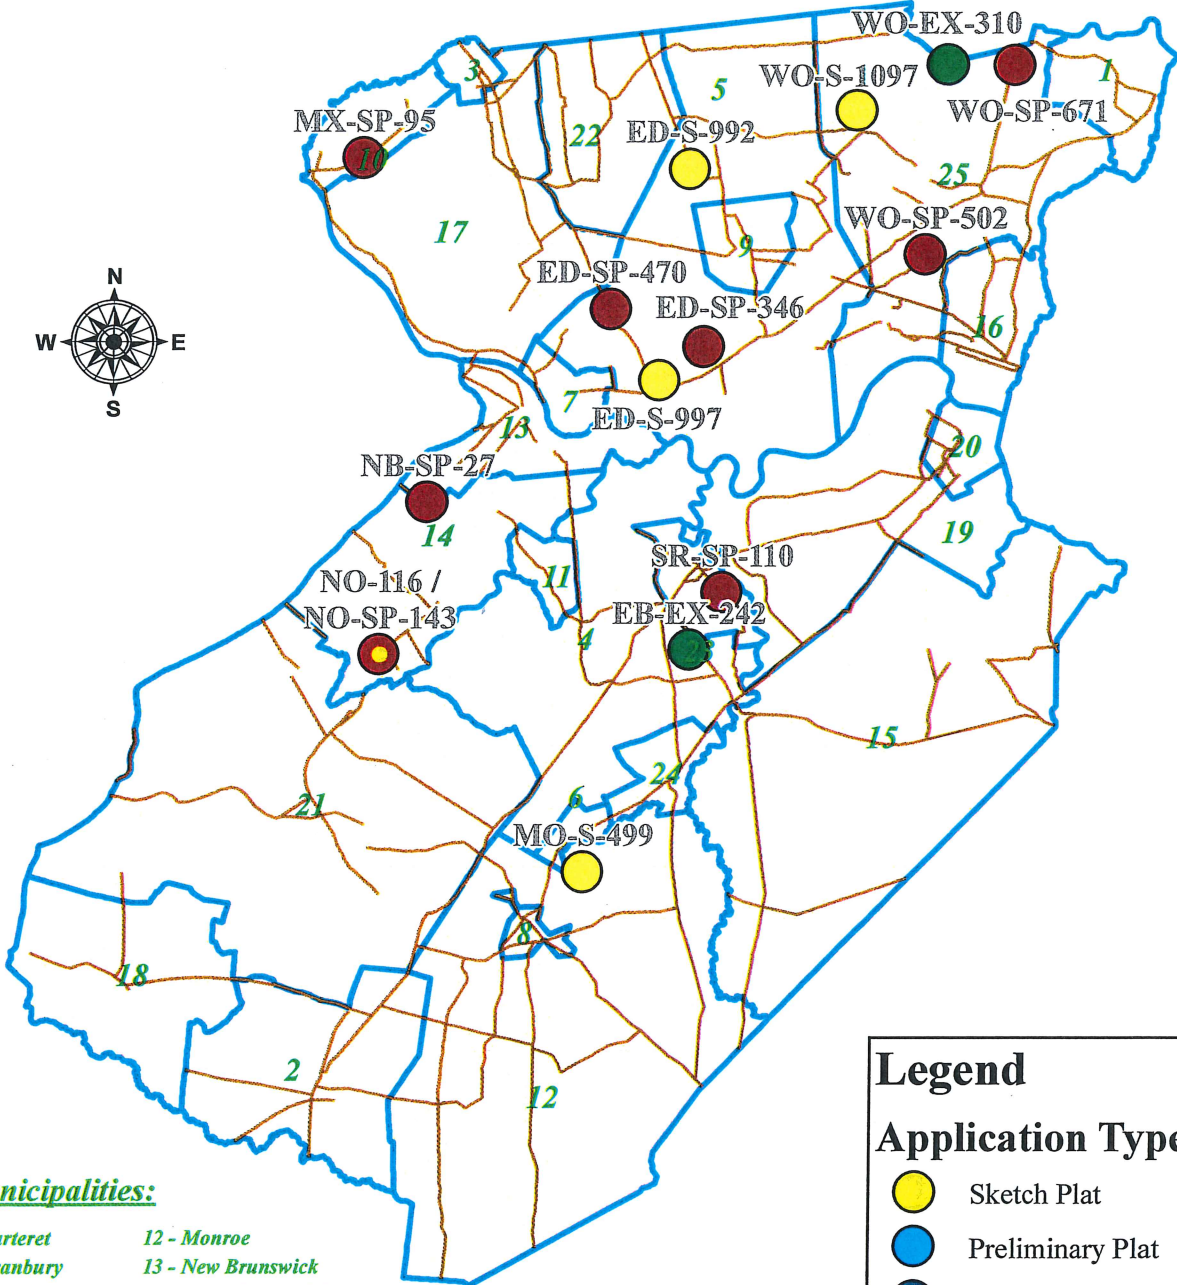 WO-EX-310
3
WO-S-1097
1
5
WO-SP-671
MX-SP-95
ED-S-992
22
10
25
WO-SP-502
17
9
N
ED-SP-470
W E
ED-SP-346
16
S
7
ED-S-997
13
20
NB-SP-27
14
19
SR-SP-110
NO-116 /
11
NO-SP-143
EB-EX-242
4
23
15
24
6
21
MO-S-499
8
18
2
12
Legend
Application Type
Sketch Plat
Preliminary Plat
nicipalities:
rteret
12 - Monroe
anbury
13 - New Brunswick